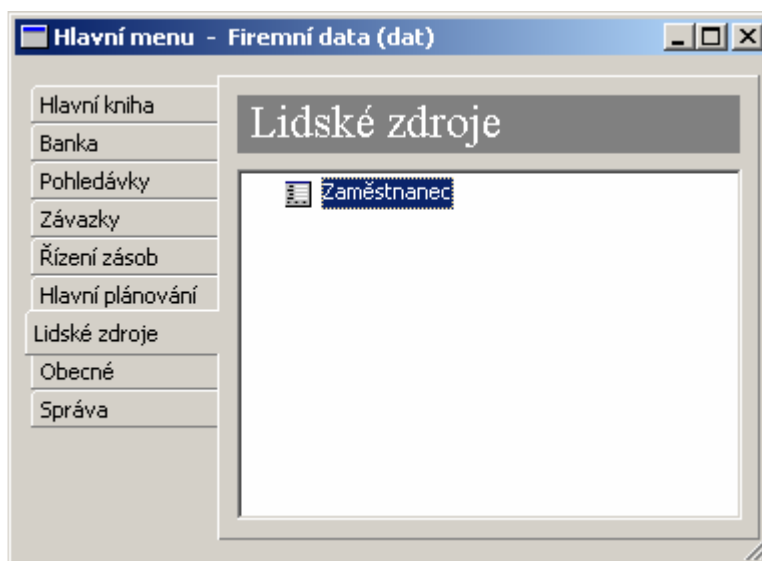 Hlavní menu - Firemní data (dat)
Hlavní kniha
Banka
Pohledávky
Závazky
Řízení zásob
Hlavní plánování
Lidské zdroje
Obecné
Správa
Lidské zdroje
Zaměstnanec